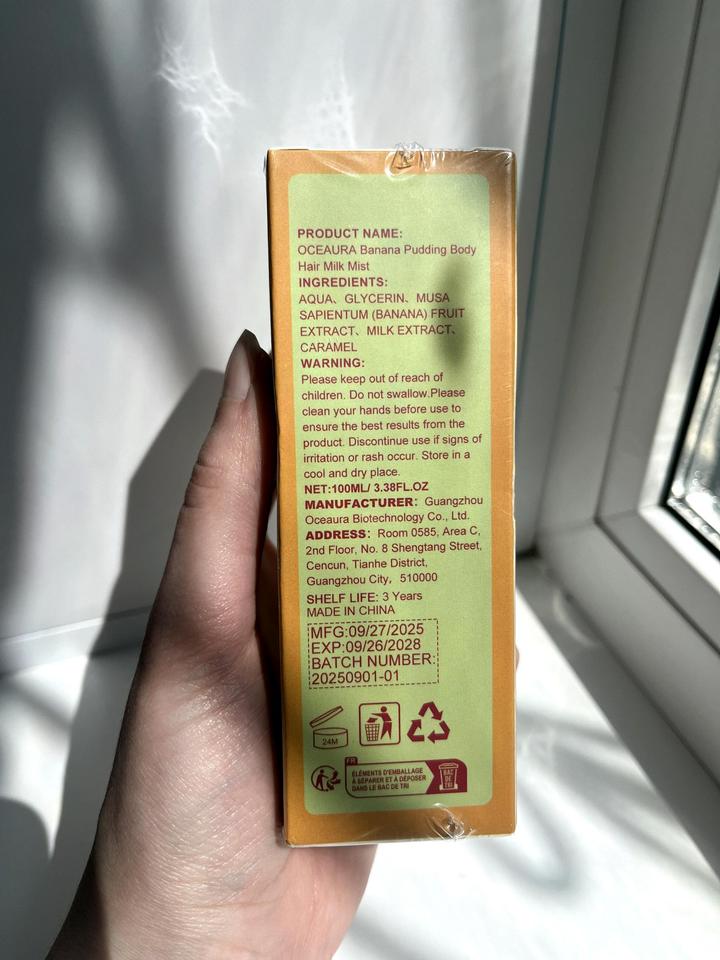 PRODUCT NAME:
OCEAURA Banana Pudding Body
Hair Milk Mist
INGREDIENTS:
AQUA、GLYCERIN、MUSA
SAPIENTUM (BANANA) FRUIT
EXTRACT、MILK EXTRACT、
CARAMEL
WARNING:
Please keep out of reach of
children. Do not swallow.Please
clean your hands before use to
ensure the best results from the
product. Discontinue use if signs of
irritation or rash occur. Store in a
cool and dry place.
NET:100ML/ 3.38FL.OZ
MANUFACTURER: Guangzhou
Oceaura Biotechnology Co., Ltd.
ADDRESS: Room 0585, Area C,
2nd Floor, No. 8 Shengtang Street,
Cencun, Tianhe District,
Guangzhou City, 510000
SHELF LIFE: 3 Years
MADE IN CHINA
MFG:09/27/2025
EXP:09/26/2028
BATCH NUMBER:
20250901-01
24M
FR
ÉLÉMENTS D'EMBALLAGE
À SÉPARER ET À DÉPOSER
DANS LE BAC DE TRI
BAC
DE
TRI